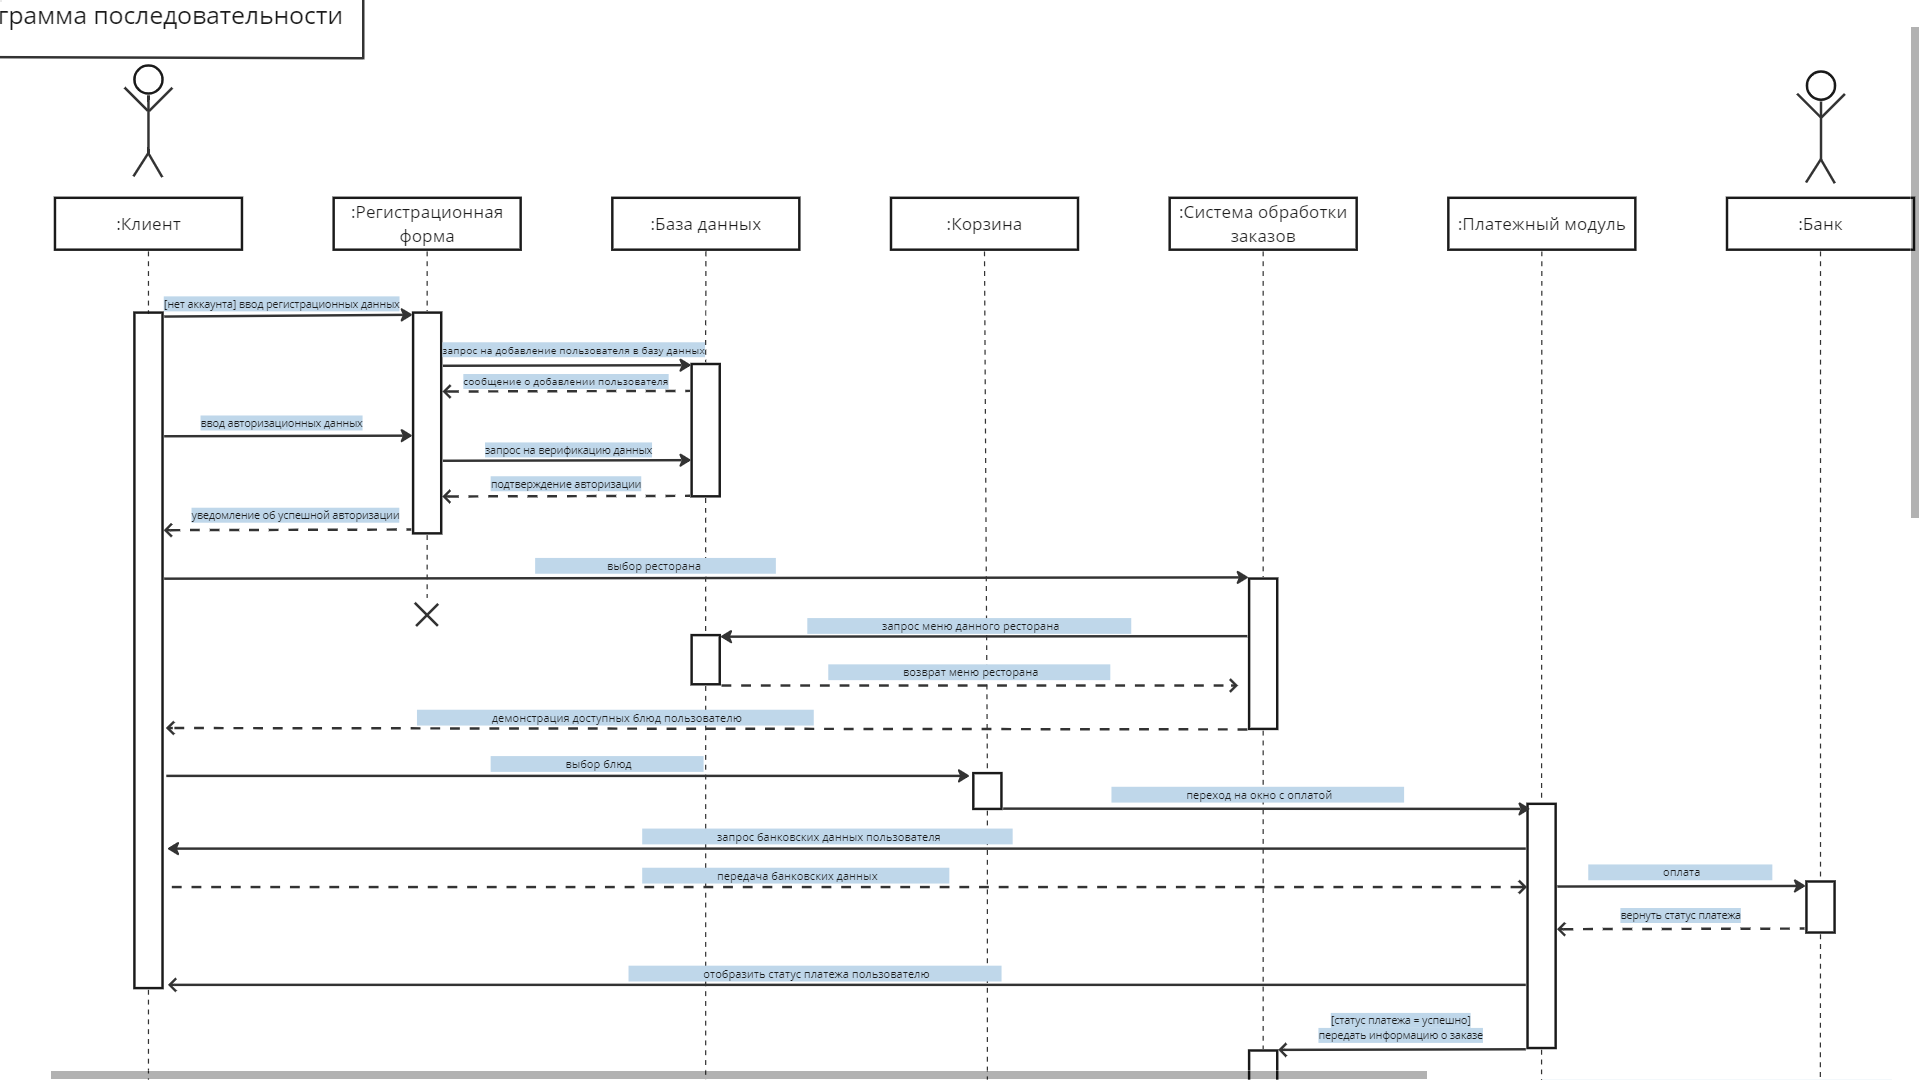 грамма последовательности
:Клиент
:Регистрационная
форма
:База данных
:Корзина
:Система обработки
заказов
:Платежный модуль
:Банк
[нет аккаунта] ввод регистрационных данных
запрос на добавление пользователя в базу данных
сообщение о добавлении пользователя
ввод авторизационных данных
запрос на верификацию данных
подтверждение авторизации
уведомление об успешной авторизации
выбор ресторана
запрос меню данного ресторана
возврат меню ресторана
демонстрация доступных блюд пользователю
выбор блюд
переход на окно с оплатой
запрос банковских данных пользователя
передача банковских данных
оплата
вернуть статус платежа
отобразить статус платежа пользователю
[статус платежа = успешно]
передать информацию о заказе